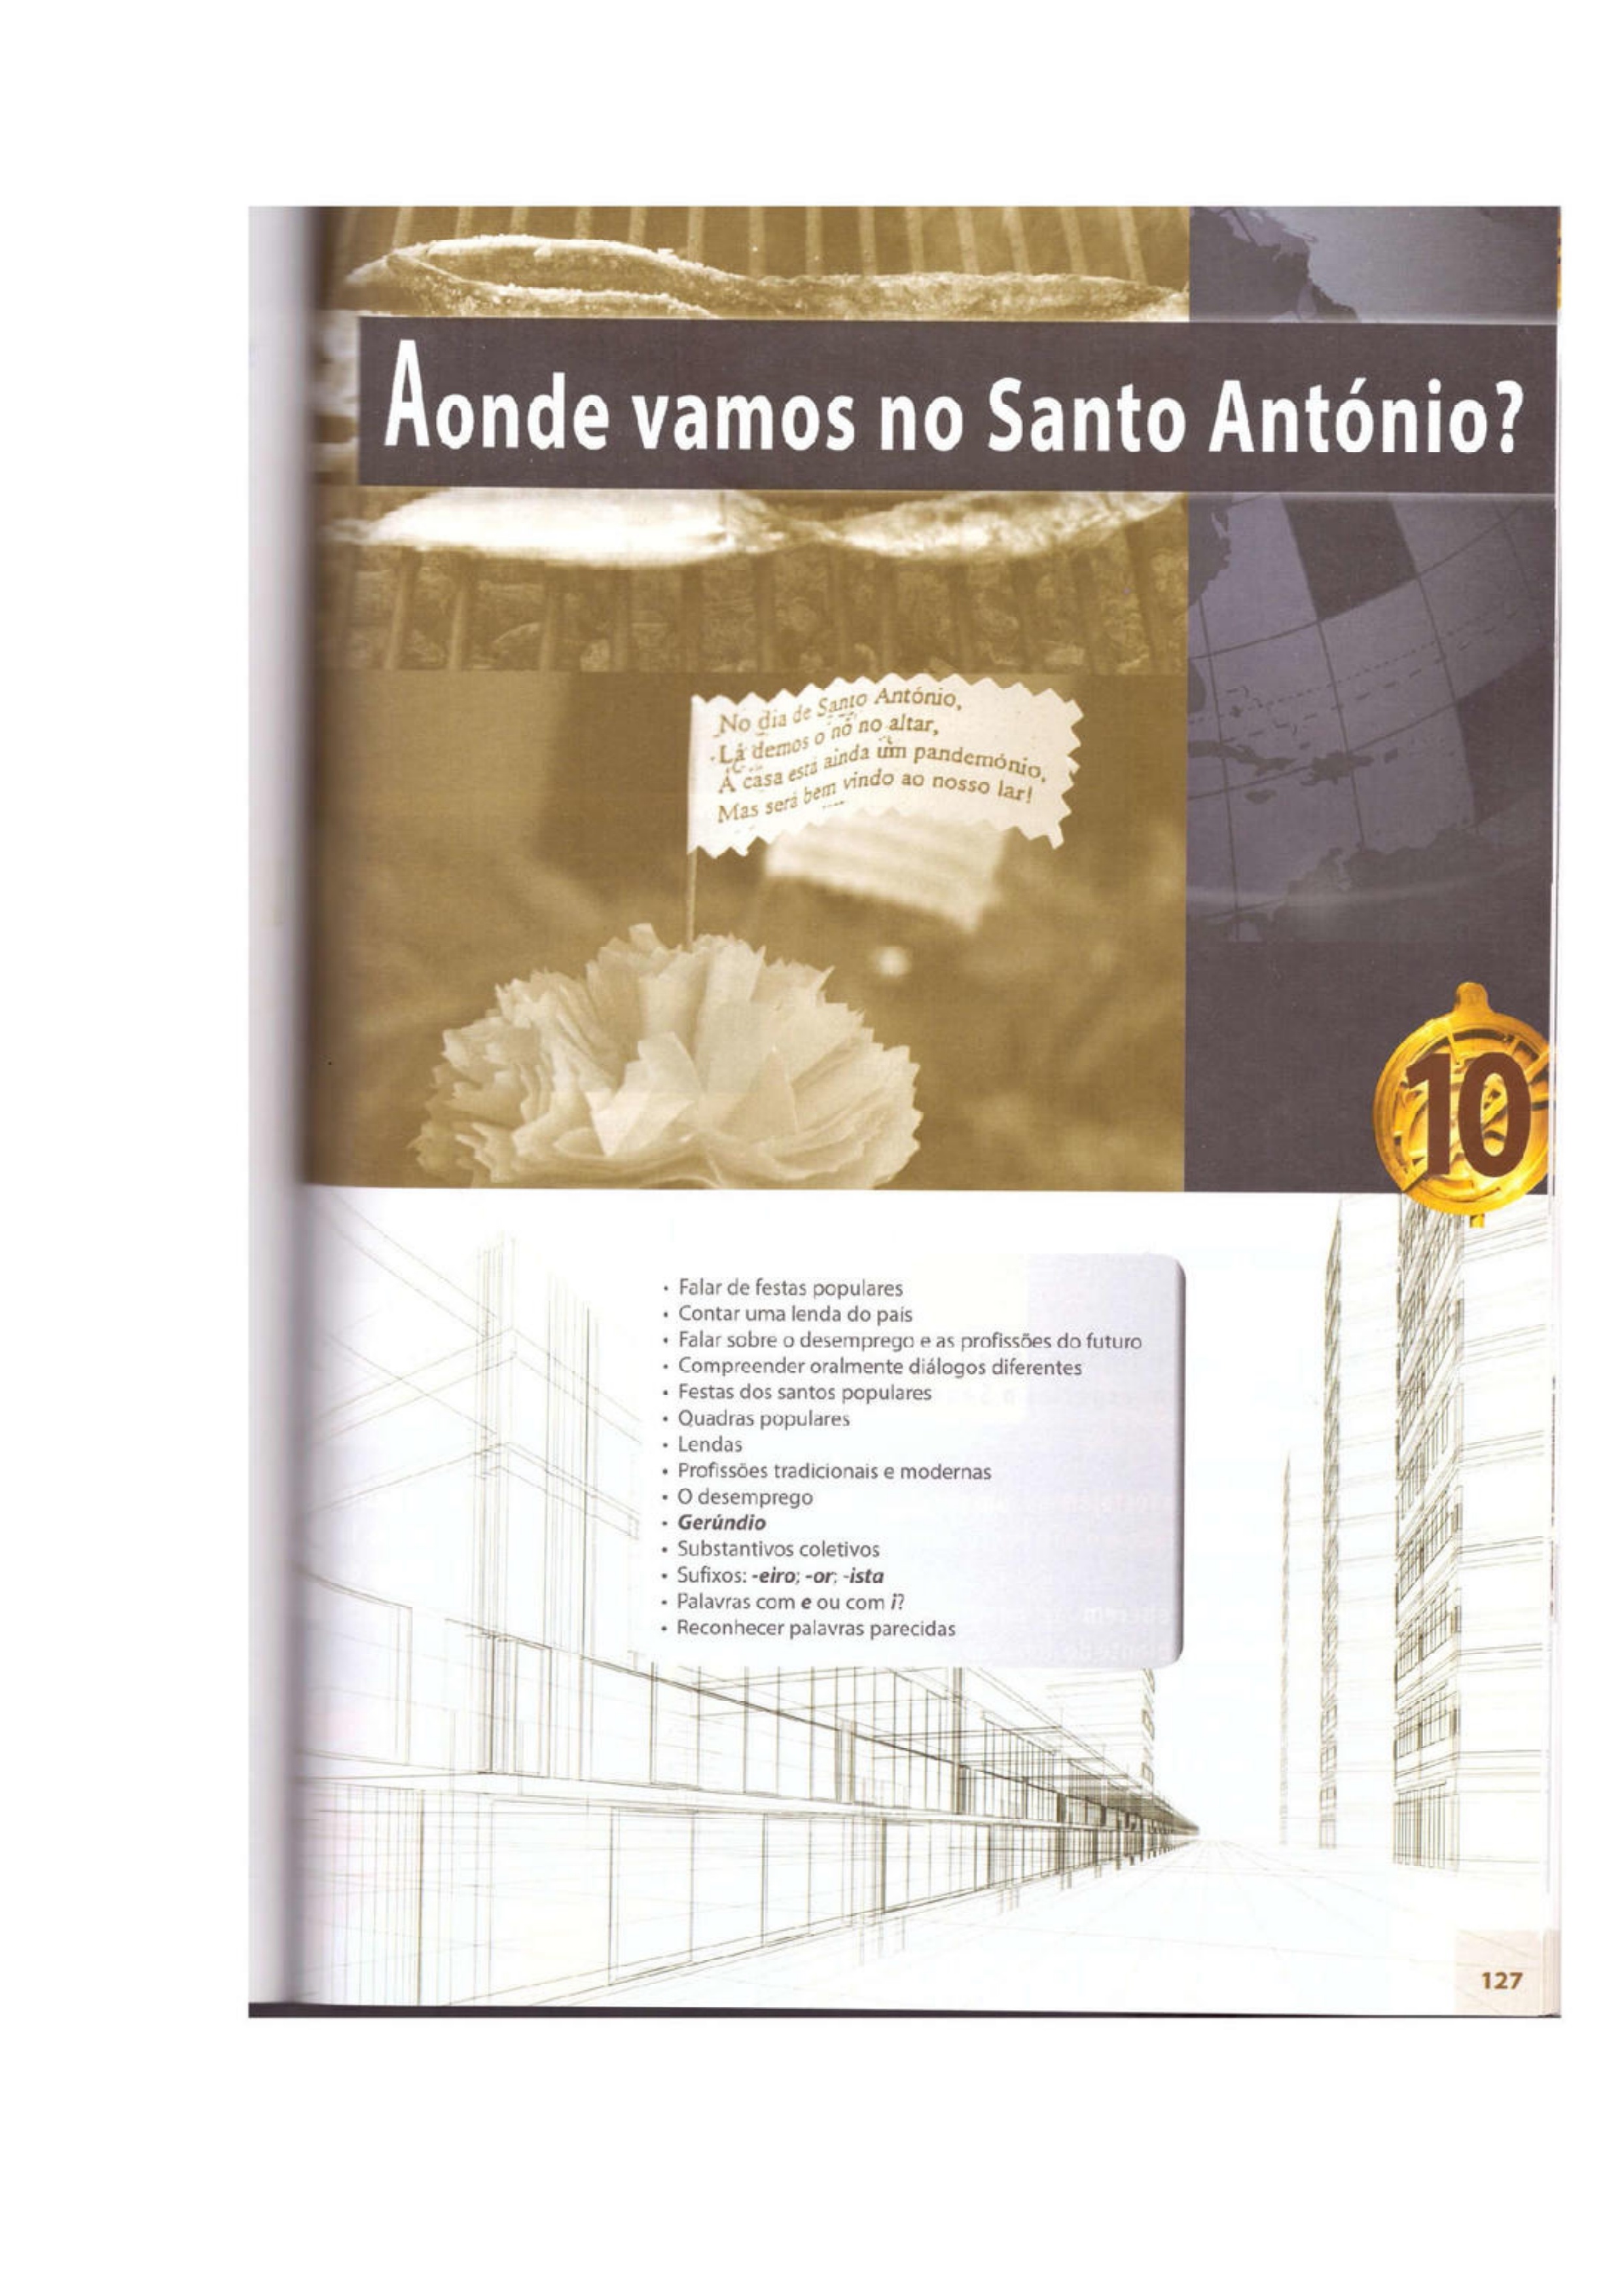 Aonde vamos no Santo António?
No dia de Santo António,
Lá demos o nó no altar,
A casa está ainda um pandemónio,
Mas será bem vindo ao nosso lar!
10
• Falar de festas populares
• Contar uma lenda do país
• Falar sobre o desemprego e as profissões do futuro
• Compreender oralmente diálogos diferentes
• Festas dos santos populares
• Quadras populares
• Lendas
• Profissões tradicionais e modernas
• O desemprego
• Gerúndio
• Substantivos coletivos
• Sufixos: -eiro; -or; -ista
• Palavras com e ou com i?
• Reconhecer palavras parecidas
127